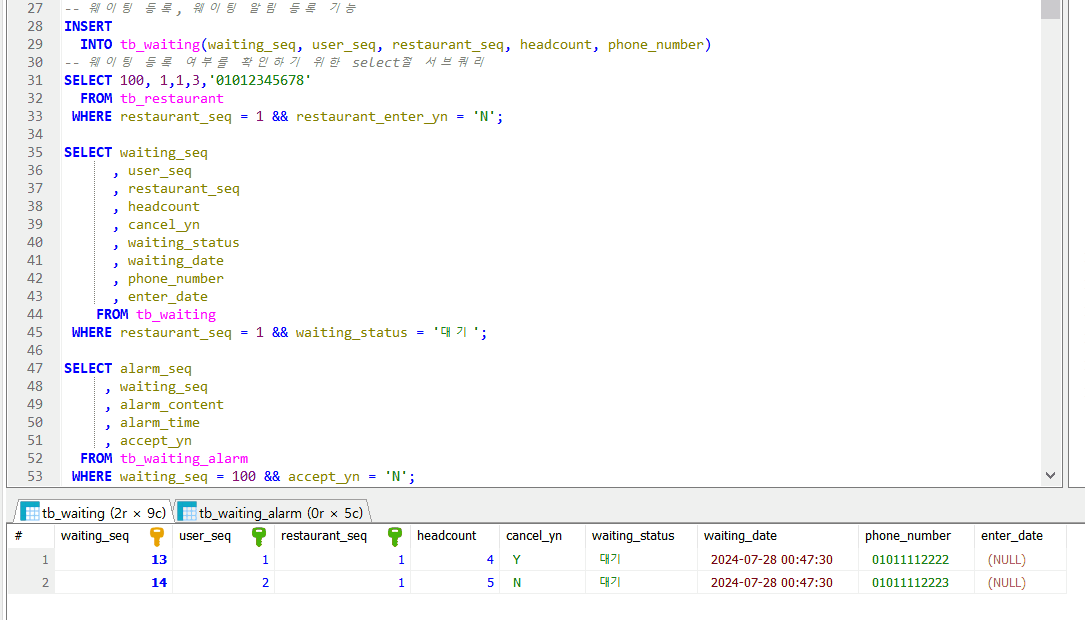 27 -- 웨이팅 등록, 웨이팅 알림 등록 기능
28 INSERT
29 INTO tb_waiting(waiting_seq, user_seq, restaurant_seq, headcount, phone_number)
30 -- 웨이팅 등록 여부를 확인하기 위한 select절 서브쿼리
31 SELECT 100, 1,1,3,'01012345678'
32 FROM tb_restaurant
33 WHERE restaurant_seq = 1 && restaurant_enter_yn = 'N';
34
35 SELECT waiting_seq
36 , user_seq
37 , restaurant_seq
38 , headcount
39 , cancel_yn
40 , waiting_status
41 , waiting_date
42 , phone_number
43 , enter_date
44 FROM tb_waiting
45 WHERE restaurant_seq = 1 && waiting_status = '대기';
46
47 SELECT alarm_seq
48 , waiting_seq
49 , alarm_content
50 , alarm_time
51 , accept_yn
52 FROM tb_waiting_alarm
53 WHERE waiting_seq = 100 && accept_yn = 'N';
tb_waiting (2r × 9c) tb_waiting_alarm (0r × 5c)
# waiting_seq user_seq restaurant_seq headcount cancel_yn waiting_status waiting_date phone_number enter_date
1 13 1 1 4 Y 대기 2024-07-28 00:47:30 01011112222 (NULL)
2 14 2 1 5 N 대기 2024-07-28 00:47:30 01011112223 (NULL)